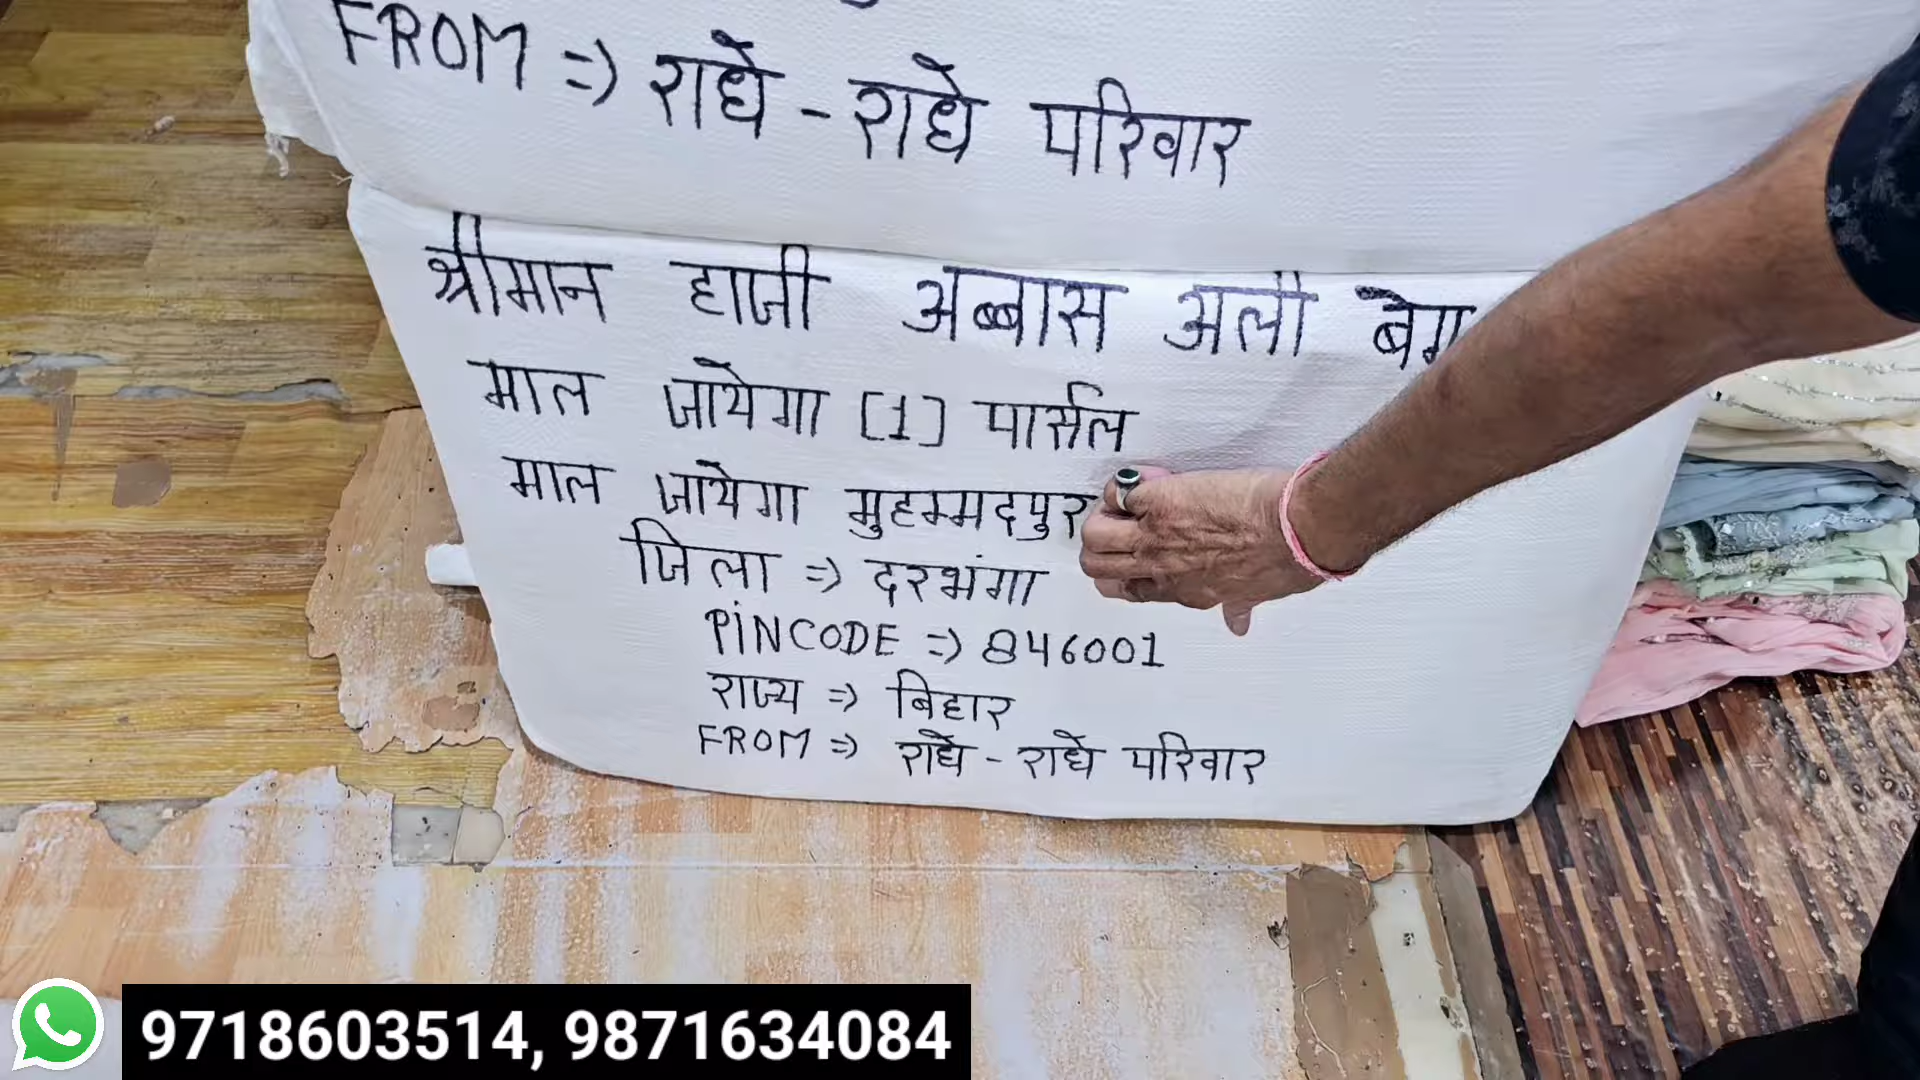 FROM => राधे - राधे परिवार
श्रीमान हाजी अब्बास अली बेग
माल जायेगा [1] पार्सल
माल जायेगा मुहम्मदपुर
जिला => दरभंगा
PiNCODE => 846001
राज्य => बिहार
FROM => राधे - राधे परिवार
9718603514, 9871634084